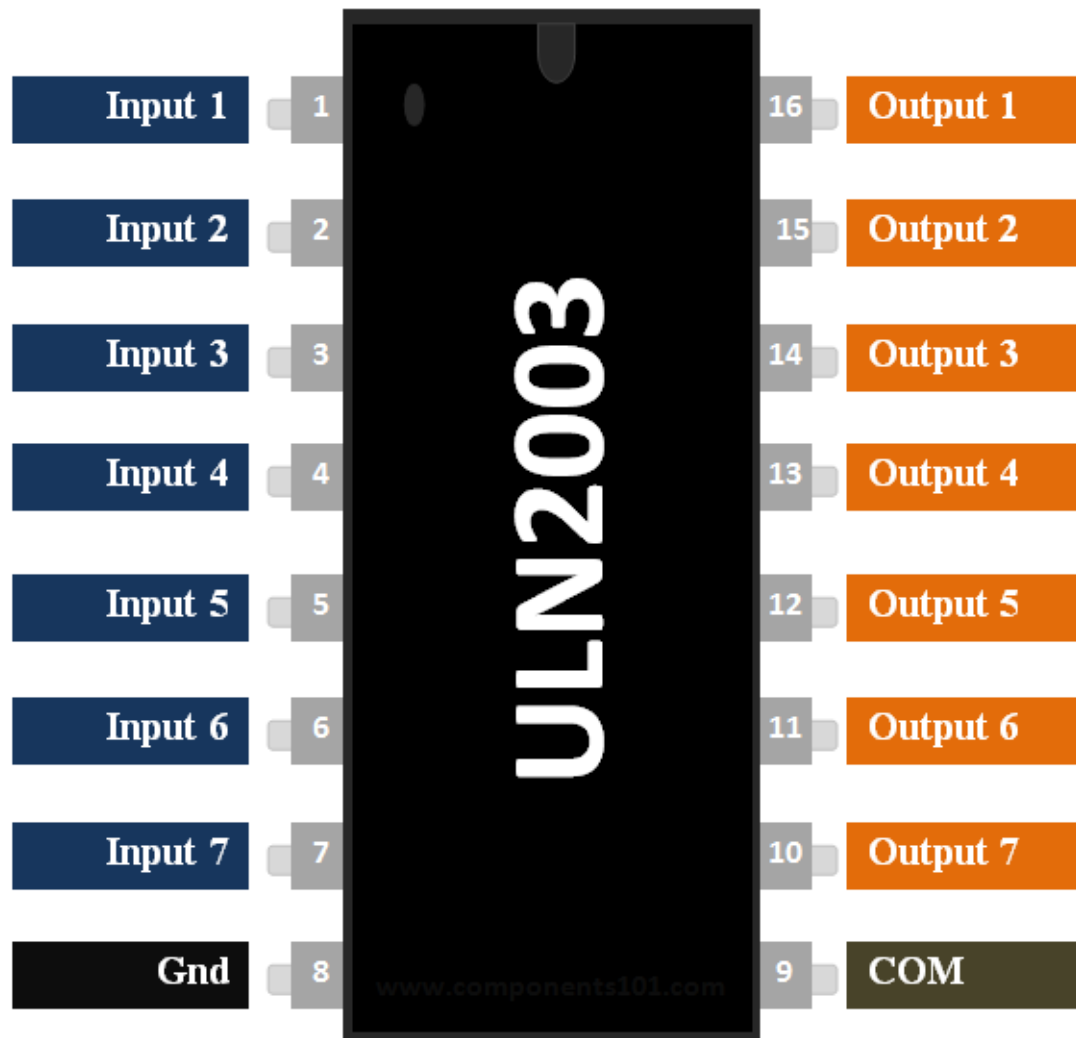 Input 1 1 16 Output 1
Input 2 2 15 Output 2
Input 3 3 14 Output 3
Input 4 4 13 Output 4
Input 5 5 12 Output 5
Input 6 6 11 Output 6
Input 7 7 10 Output 7
Gnd 8 9 COM
ULN2003
www.components101.com